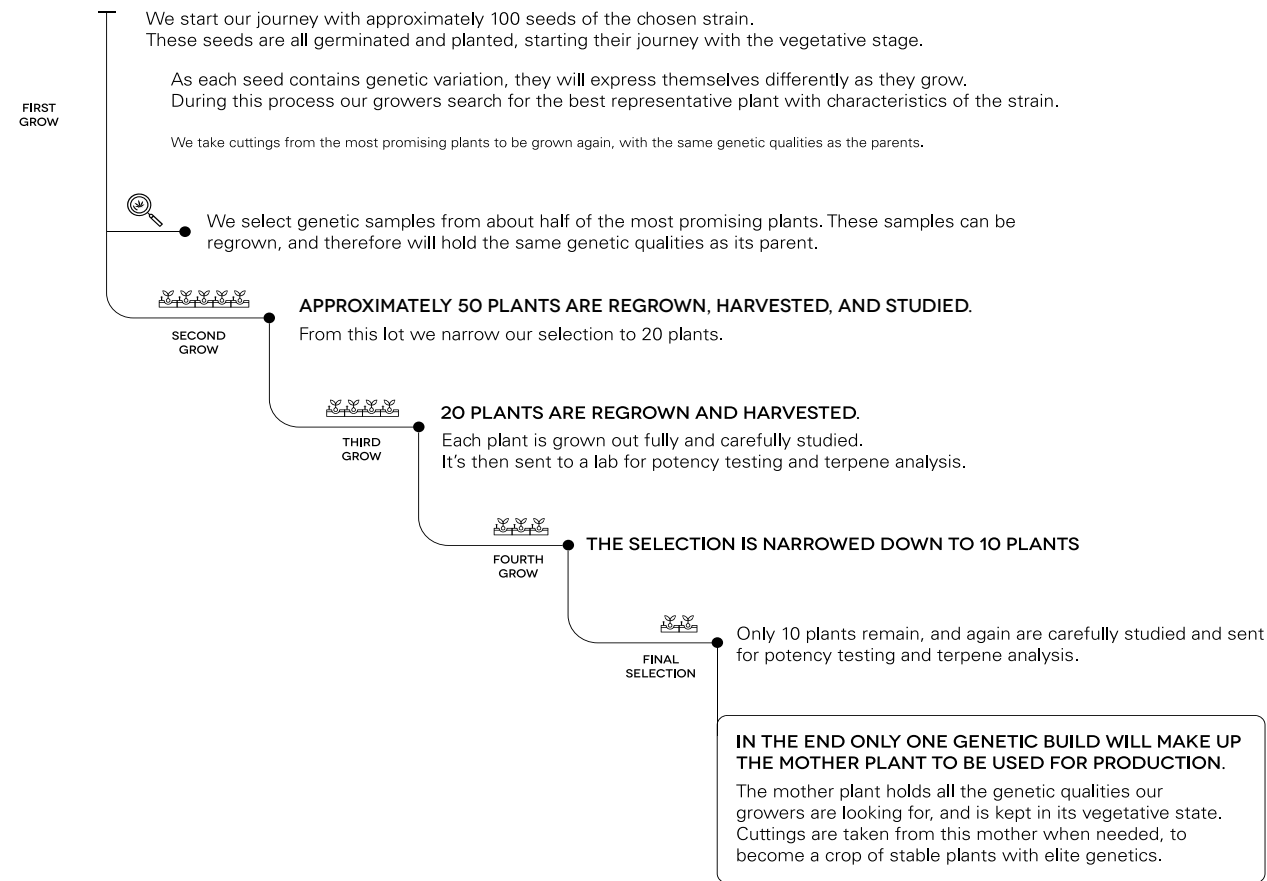 We start our journey with approximately 100 seeds of the chosen strain.
These seeds are all germinated and planted, starting their journey with the vegetative stage.
As each seed contains genetic variation, they will express themselves differently as they grow.
During this process our growers search for the best representative plant with characteristics of the strain.
FIRST
GROW
We take cuttings from the most promising plants to be grown again, with the same genetic qualities as the parents.
We select genetic samples from about half of the most promising plants. These samples can be
regrown, and therefore will hold the same genetic qualities as its parent.
SECOND
GROW
APPROXIMATELY 50 PLANTS ARE REGROWN, HARVESTED, AND STUDIED.
From this lot we narrow our selection to 20 plants.
THIRD
GROW
20 PLANTS ARE REGROWN AND HARVESTED.
Each plant is grown out fully and carefully studied.
It's then sent to a lab for potency testing and terpene analysis.
FOURTH
GROW
THE SELECTION IS NARROWED DOWN TO 10 PLANTS
FINAL
SELECTION
Only 10 plants remain, and again are carefully studied and sent
for potency testing and terpene analysis.
IN THE END ONLY ONE GENETIC BUILD WILL MAKE UP
THE MOTHER PLANT TO BE USED FOR PRODUCTION.
The mother plant holds all the genetic qualities our
growers are looking for, and is kept in its vegetative state.
Cuttings are taken from this mother when needed, to
become a crop of stable plants with elite genetics.